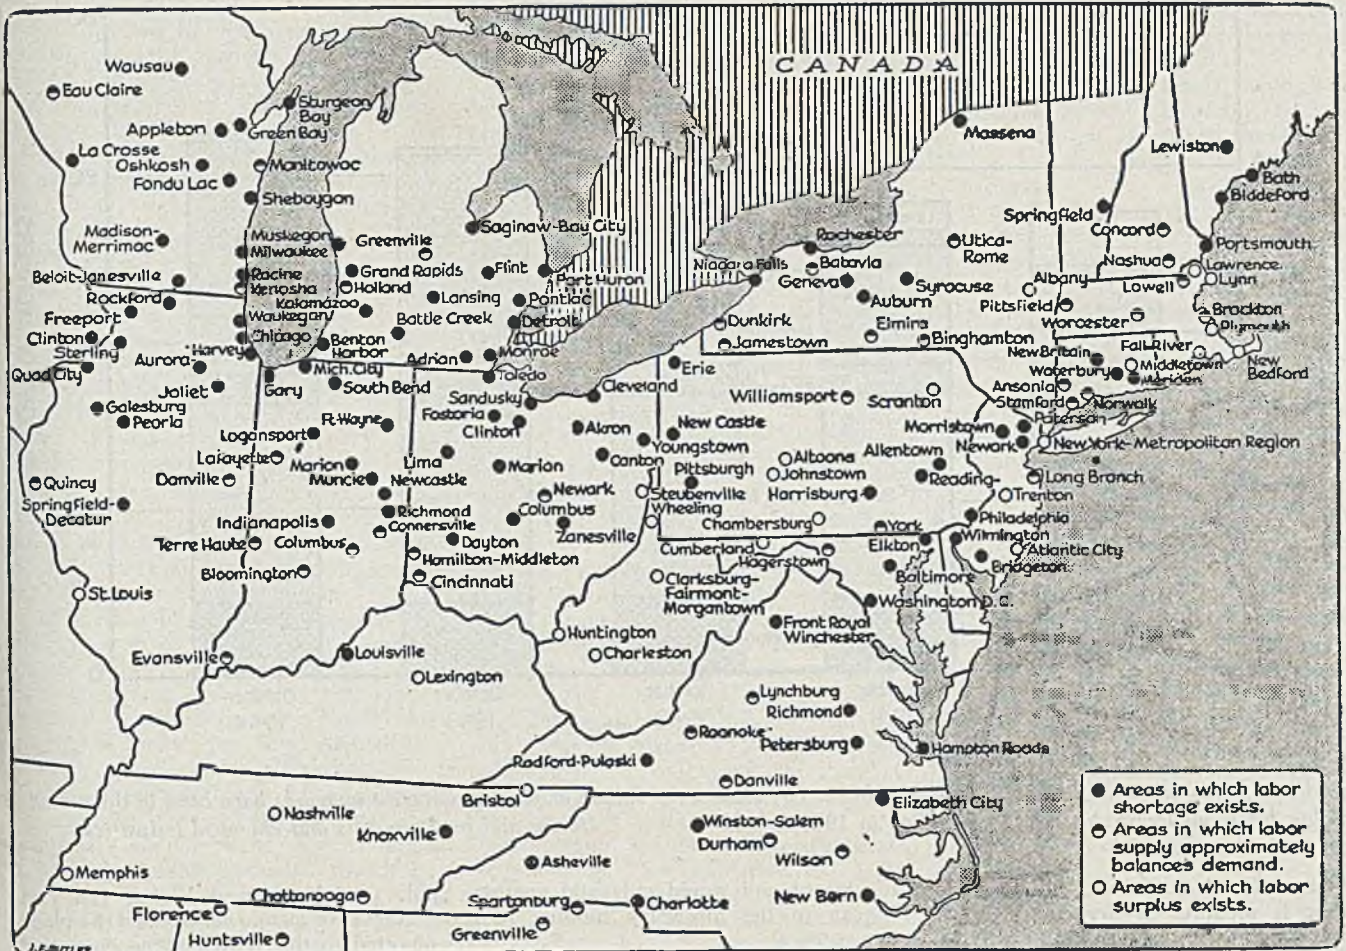 CANADA
Wausau
Eau Claire
Sturgeon
Bay
Appleton
Green Bay
La Crosse
Oshkosh
Manitowoc
Fondu Lac
Sheboygan
Massena
Lewiston
Bath
Biddeford
Springfield
Concord
Portsmouth
Saginaw-Bay City
Madison-
Merrimac
Muskegon
Milwaukee
Greenville
Rochester
Utica-
Rome
Nashua
Lawrence
Beloit-Janesville
Racine
Grand Rapids
Flint
Port Huron
Niagara Falls
Batavia
Geneva
Syracuse
Albany
Lowell
Lynn
Kenosha
Holland
Rockford
Kalamazoo
Lansing
Pontiac
Auburn
Pittsfield
Freeport
Waukegan
Battle Creek
Detroit
Dunkirk
Elmira
Worcester
Brockton
Plymouth
Clinton
Chicago
Benton
Harbor
Jamestown
Binghamton
Fall River
Sterling
Harvey
Adrian
Monroe
New Britain
Middletown
New
Bedford
Aurora
Mich. City
Toledo
Erie
Waterbury
Meriden
Quad City
Joliet
Gary
South Bend
Cleveland
Ansonia
Sandusky
Williamsport
Scranton
Stamford
Norwalk
Galesburg
Fostoria
Peoria
Ft. Wayne
Clinton
Akron
New Castle
Morristown
Paterson
Logansport
Youngstown
Allentown
Newark
New York-Metropolitan Region
Lafayette
Marion
Lima
Marion
Canton
Pittsburgh
Altoona
Johnstown
Reading
Long Branch
Quincy
Danville
Muncie
Newcastle
Newark
Steubenville
Harrisburg
Trenton
Springfield-
Decatur
Richmond
Columbus
Wheeling
Philadelphia
Indianapolis
Connersville
Zanesville
Chambersburg
York
Wilmington
Terre Haute
Columbus
Dayton
Cumberland
Elkton
Atlantic City
Hamilton-Middleton
Hagerstown
Bridgeton
Bloomington
Cincinnati
Clarksburg-
Fairmont-
Morgantown
Baltimore
St. Louis
Washington D.C.
Front Royal
Winchester
Huntington
Charleston
Evansville
Louisville
Lexington
Lynchburg
Richmond
Roanoke
Petersburg
Hampton Roads
Radford-Pulaski
Danville
Bristol
Elizabeth City
Nashville
Knoxville
Winston-Salem
Durham
Wilson
Memphis
Asheville
Chattanooga
Spartanburg
Charlotte
New Bern
Florence
Greenville
Huntsville
Areas in which labor
shortage exists.
Areas in which labor
supply approximately
balances demand.
Areas in which labor
surplus exists.